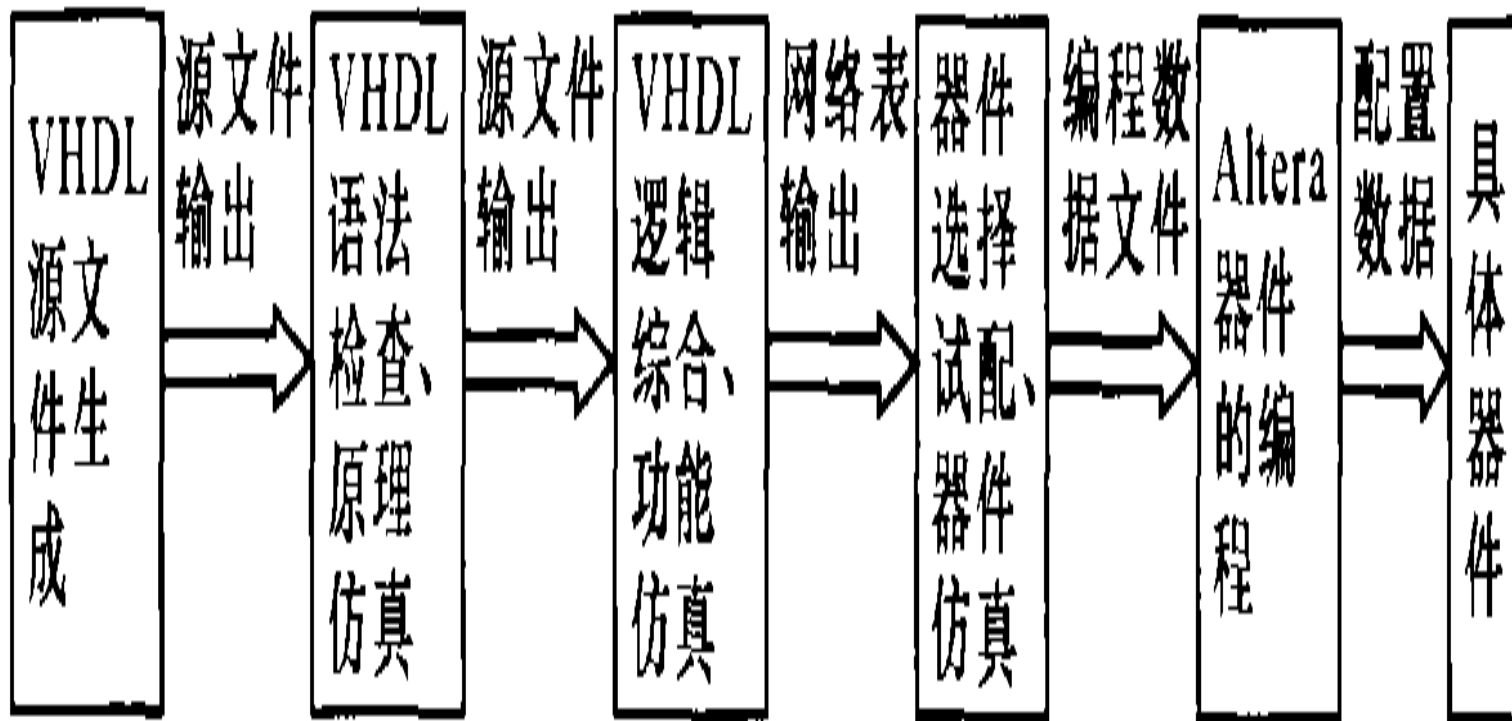 VHDL
源文
件生
成
源文件
输出
VHDL
语法
检查、
原理
仿真
源文件
输出
VHDL
逻辑
综合、
功能
仿真
网络表
输出
器件
选择
试配、
器件
仿真
编程数
据文件
Altera
器件
的编
程
配置
数据
具
体
器
件